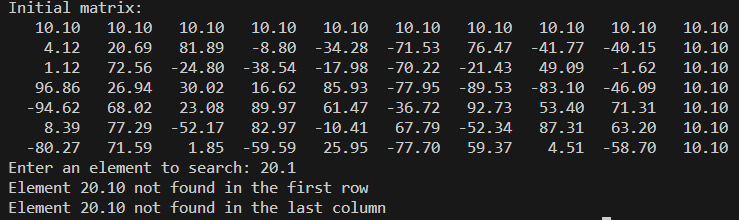 Initial matrix:
10.10 10.10 10.10 10.10 10.10 10.10 10.10 10.10 10.10 10.10
4.12 20.69 81.89 -8.80 -34.28 -71.53 76.47 -41.77 -40.15 10.10
1.12 72.56 -24.80 -38.54 -17.98 -70.22 -21.43 49.09 -1.62 10.10
96.86 26.94 30.02 16.62 85.93 -77.95 -89.53 -83.10 -46.09 10.10
-94.62 68.02 23.08 89.97 61.47 -36.72 92.73 53.40 71.31 10.10
8.39 77.29 -52.17 82.97 -10.41 67.79 -52.34 87.31 63.20 10.10
-80.27 71.59 1.85 -59.59 25.95 -77.70 59.37 4.51 -58.70 10.10
Enter an element to search: 20.1
Element 20.10 not found in the first row
Element 20.10 not found in the last column